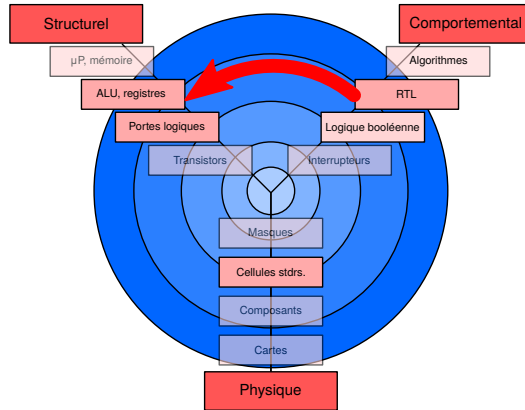 Structurel
Comportemental
µP, mémoire
Algorithmes
ALU, registres
RTL
Portes logiques
Logique booléenne
Transistors
Interrupteurs
Masques
Cellules stdrs.
Composants
Cartes
Physique